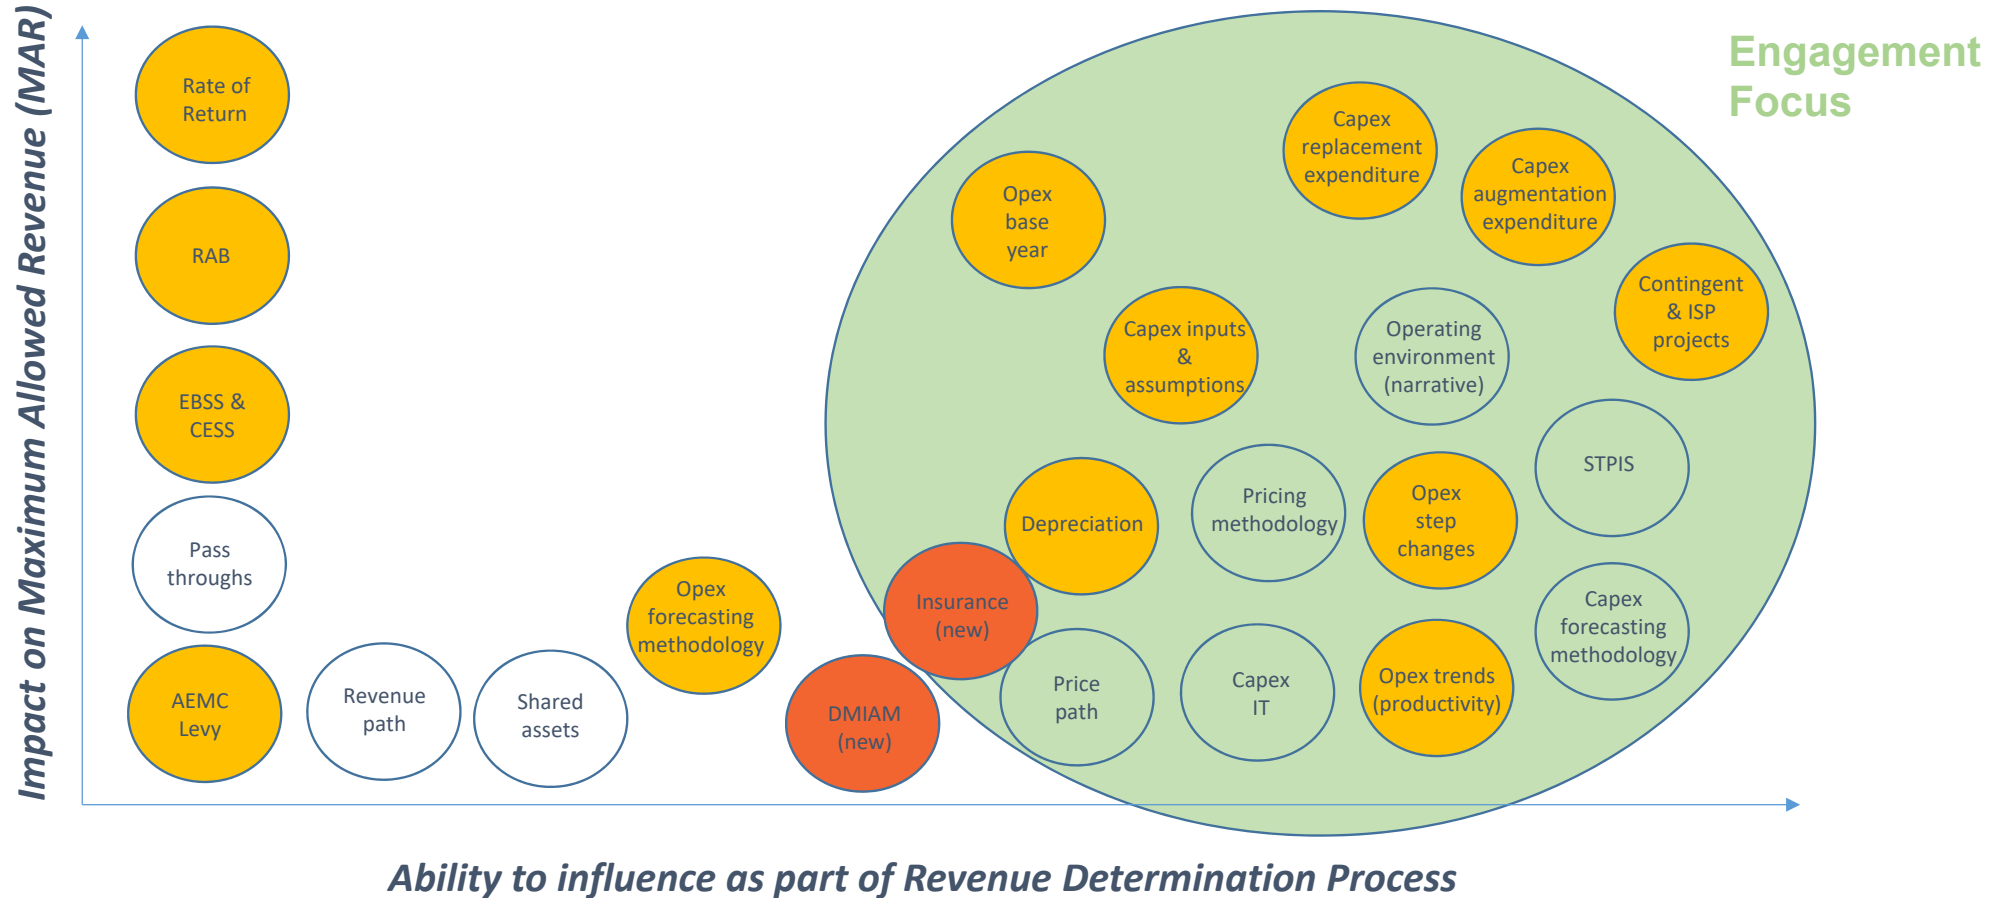 Impact on Maximum Allowed Revenue (MAR)
Engagement
Focus
Rate of
Return
RAB
EBSS &
CESS
Pass
throughs
AEMC
Levy
Revenue
path
Shared
assets
Opex
forecasting
methodology
DMIAM
(new)
Insurance
(new)
Opex
base
year
Capex
replacement
expenditure
Capex
augmentation
expenditure
Contingent
& ISP
projects
Capex inputs
&
assumptions
Operating
environment
(narrative)
Depreciation
Pricing
methodology
Opex
step
changes
STPIS
Price
path
Capex
IT
Opex trends
(productivity)
Capex
forecasting
methodology
Ability to influence as part of Revenue Determination Process